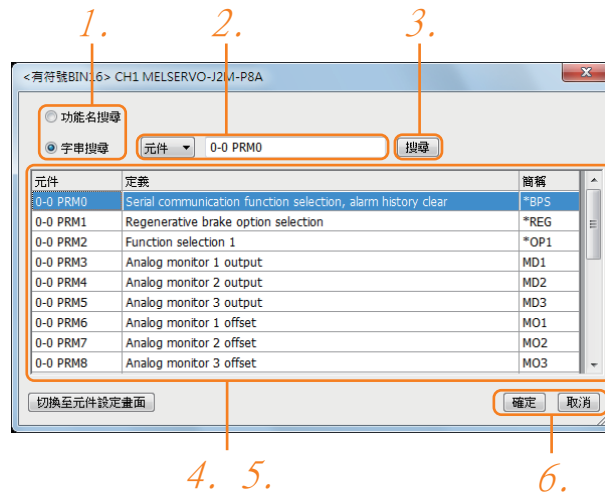 1. 2. 3.
<有符號BIN16> CH1 MELSERVO-J2M-P8A
功能名搜尋
字串搜尋 元件 0-0 PRM0 搜尋
元件 定義 簡稱
0-0 PRM0 Serial communication function selection, alarm history clear *BPS
0-0 PRM1 Regenerative brake option selection *REG
0-0 PRM2 Function selection 1 *OP1
0-0 PRM3 Analog monitor 1 output MD1
0-0 PRM4 Analog monitor 2 output MD2
0-0 PRM5 Analog monitor 3 output MD3
0-0 PRM6 Analog monitor 1 offset MO1
0-0 PRM7 Analog monitor 2 offset MO2
0-0 PRM8 Analog monitor 3 offset MO3
切換至元件設定畫面 確定 取消
4. 5. 6.